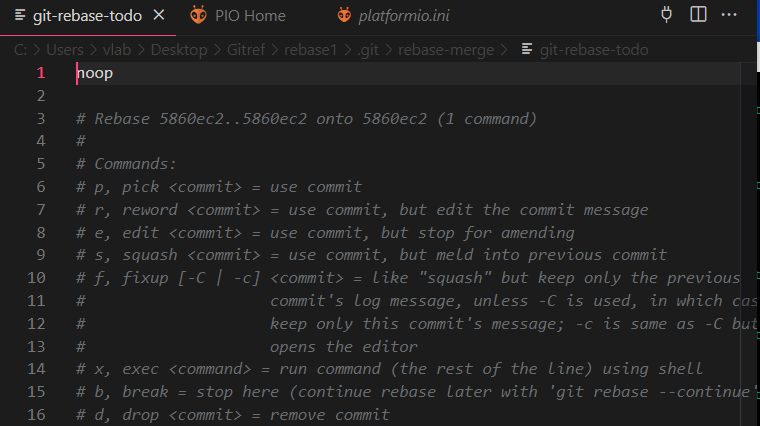 git-rebase-todo PIO Home platformio.ini
C: > Users > vlab > Desktop > Gitref > rebase1 > .git > rebase-merge > git-rebase-todo
1 noop
2
3 # Rebase 5860ec2..5860ec2 onto 5860ec2 (1 command)
4 #
5 # Commands:
6 # p, pick <commit> = use commit
7 # r, reword <commit> = use commit, but edit the commit message
8 # e, edit <commit> = use commit, but stop for amending
9 # s, squash <commit> = use commit, but meld into previous commit
10 # f, fixup [-C | -c] <commit> = like "squash" but keep only the previous
11 # commit's log message, unless -C is used, in which cas
12 # keep only this commit's message; -c is same as -C but
13 # opens the editor
14 # x, exec <command> = run command (the rest of the line) using shell
15 # b, break = stop here (continue rebase later with 'git rebase --continue'
16 # d, drop <commit> = remove commit